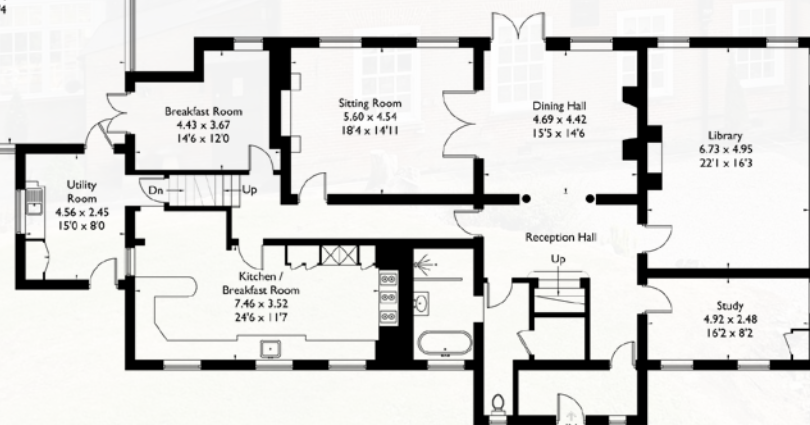 Breakfast Room
4.43 x 3.67
14'6 x 12'0
Sitting Room
5.60 x 4.54
18'4 x 14'11
Dining Hall
4.69 x 4.42
15'5 x 14'6
Library
6.73 x 4.95
22'1 x 16'3
Utility
Room
4.56 x 2.45
15'0 x 8'0
Dn
Up
Reception Hall
Up
Kitchen /
Breakfast Room
7.46 x 3.52
24'6 x 11'7
Study
4.92 x 2.48
16'2 x 8'2